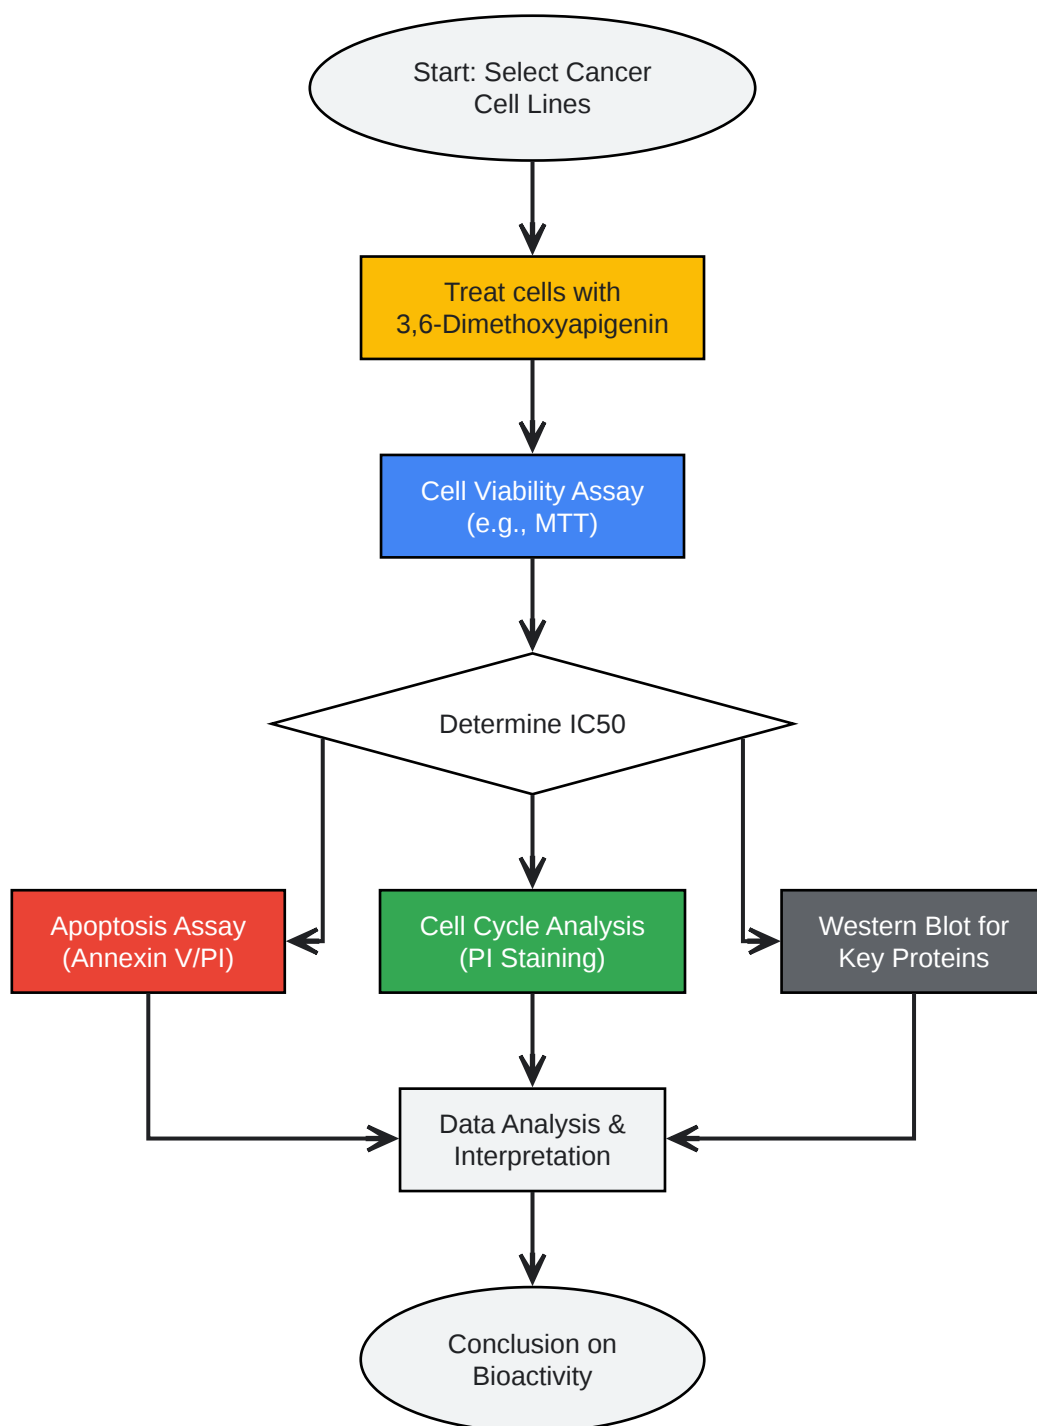 Start: Select Cancer
Cell Lines
Treat cells with
3,6-Dimethoxyapigenin
Cell Viability Assay
(e.g., MTT)
Determine IC50
Apoptosis Assay
(Annexin V/PI)
Cell Cycle Analysis
(PI Staining)
Western Blot for
Key Proteins
Data Analysis &
Interpretation
Conclusion on
Bioactivity